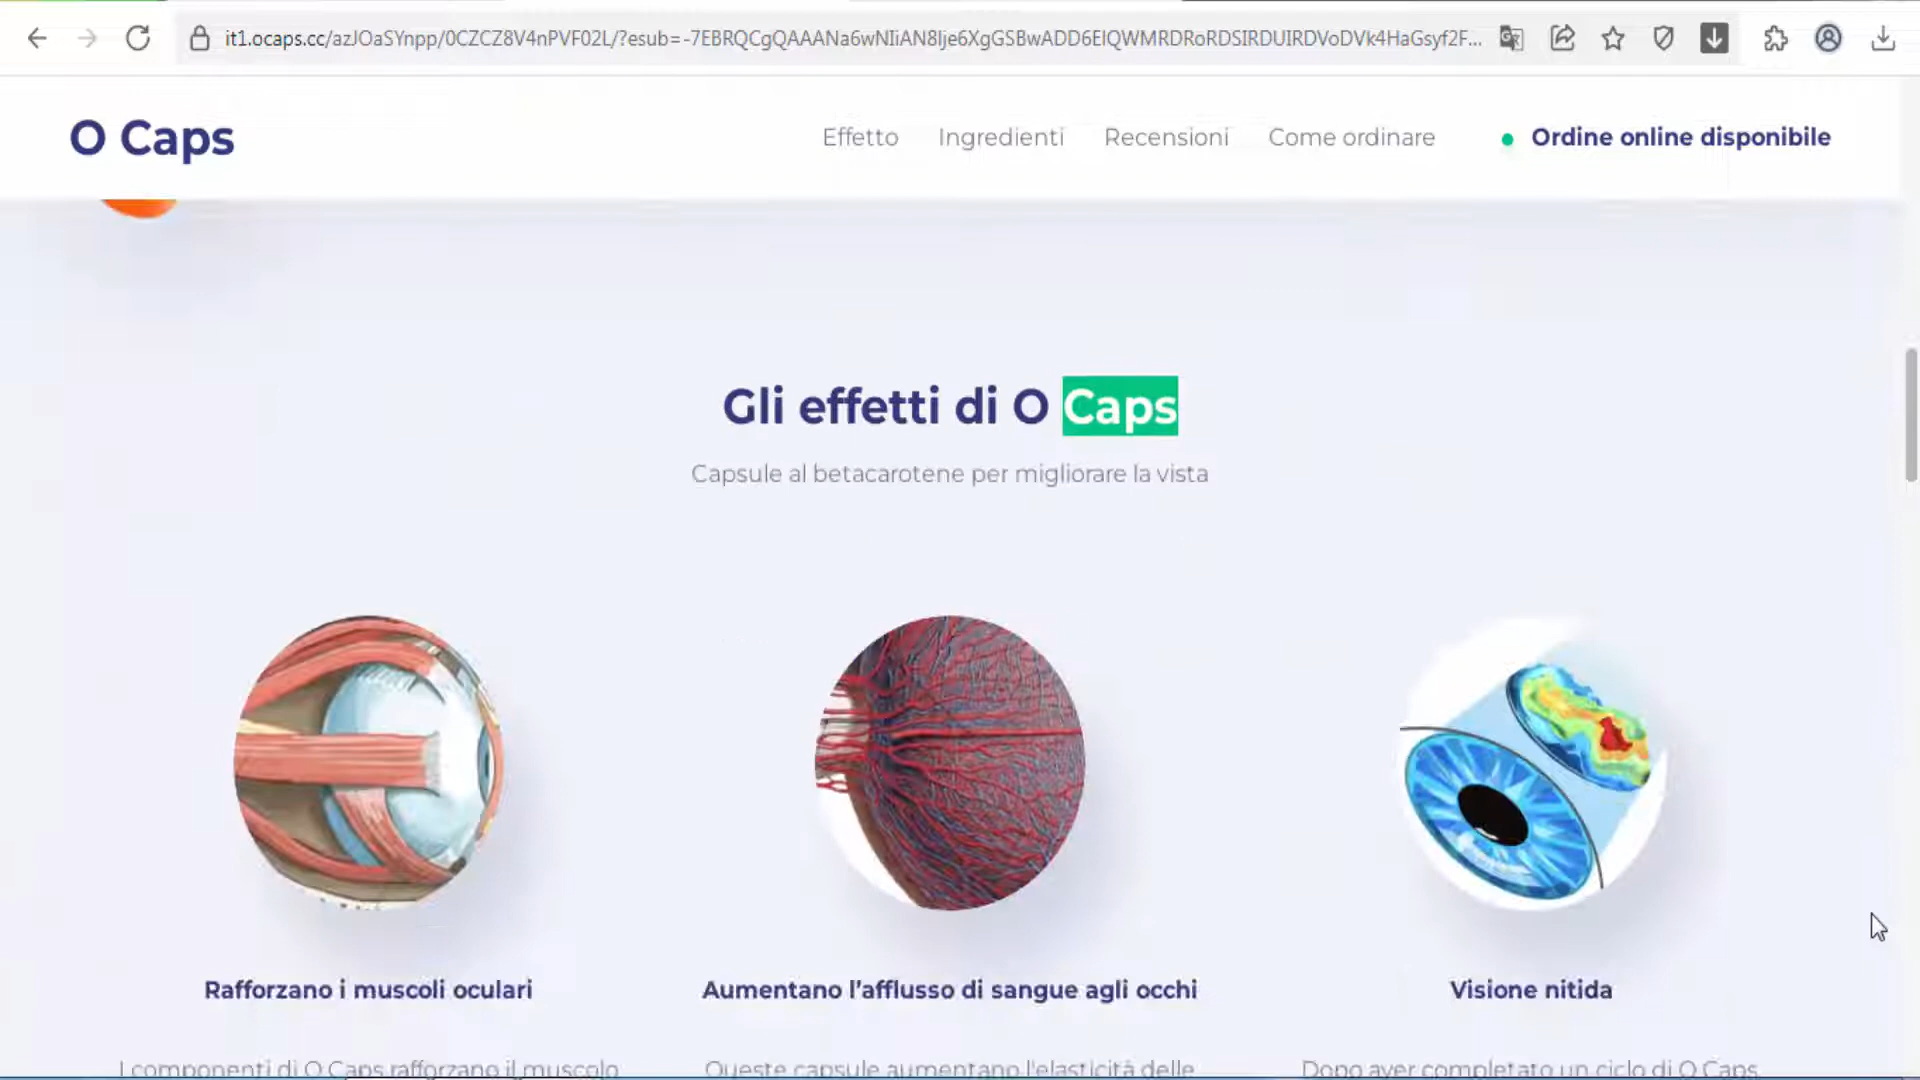 it1.ocaps.cc/azJOaSYnpp/0CZCZ8V4nPVF02L/?esub=-7EBRQCgQAAANa6wNIiAN8Ije6XgGSBwADD6EIQWMRDRoRDSIRDUIRDVoDVk4HaGsyf2F...
O Caps
Effetto Ingredienti Recensioni Come ordinare Ordine online disponibile
Gli effetti di O Caps
Capsule al betacarotene per migliorare la vista
Rafforzano i muscoli oculari Aumentano l'afflusso di sangue agli occhi Visione nitida
I componenti di O Caps rafforzano il muscolo Queste capsule aumentano l'elasticità delle Dopo aver completato un ciclo di O Caps